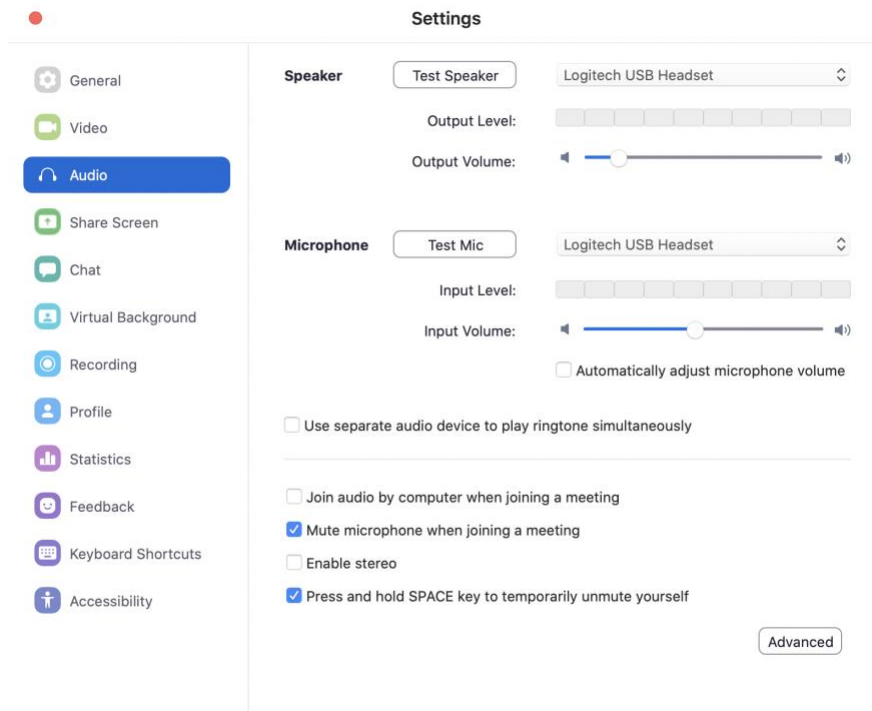 Settings
General
Video
Audio
Share Screen
Chat
Virtual Background
Recording
Profile
Statistics
Feedback
Keyboard Shortcuts
Accessibility
Speaker Test Speaker Logitech USB Headset
Output Level:
Output Volume:
Microphone Test Mic Logitech USB Headset
Input Level:
Input Volume:
Automatically adjust microphone volume
Use separate audio device to play ringtone simultaneously
Join audio by computer when joining a meeting
Mute microphone when joining a meeting
Enable stereo
Press and hold SPACE key to temporarily unmute yourself
Advanced